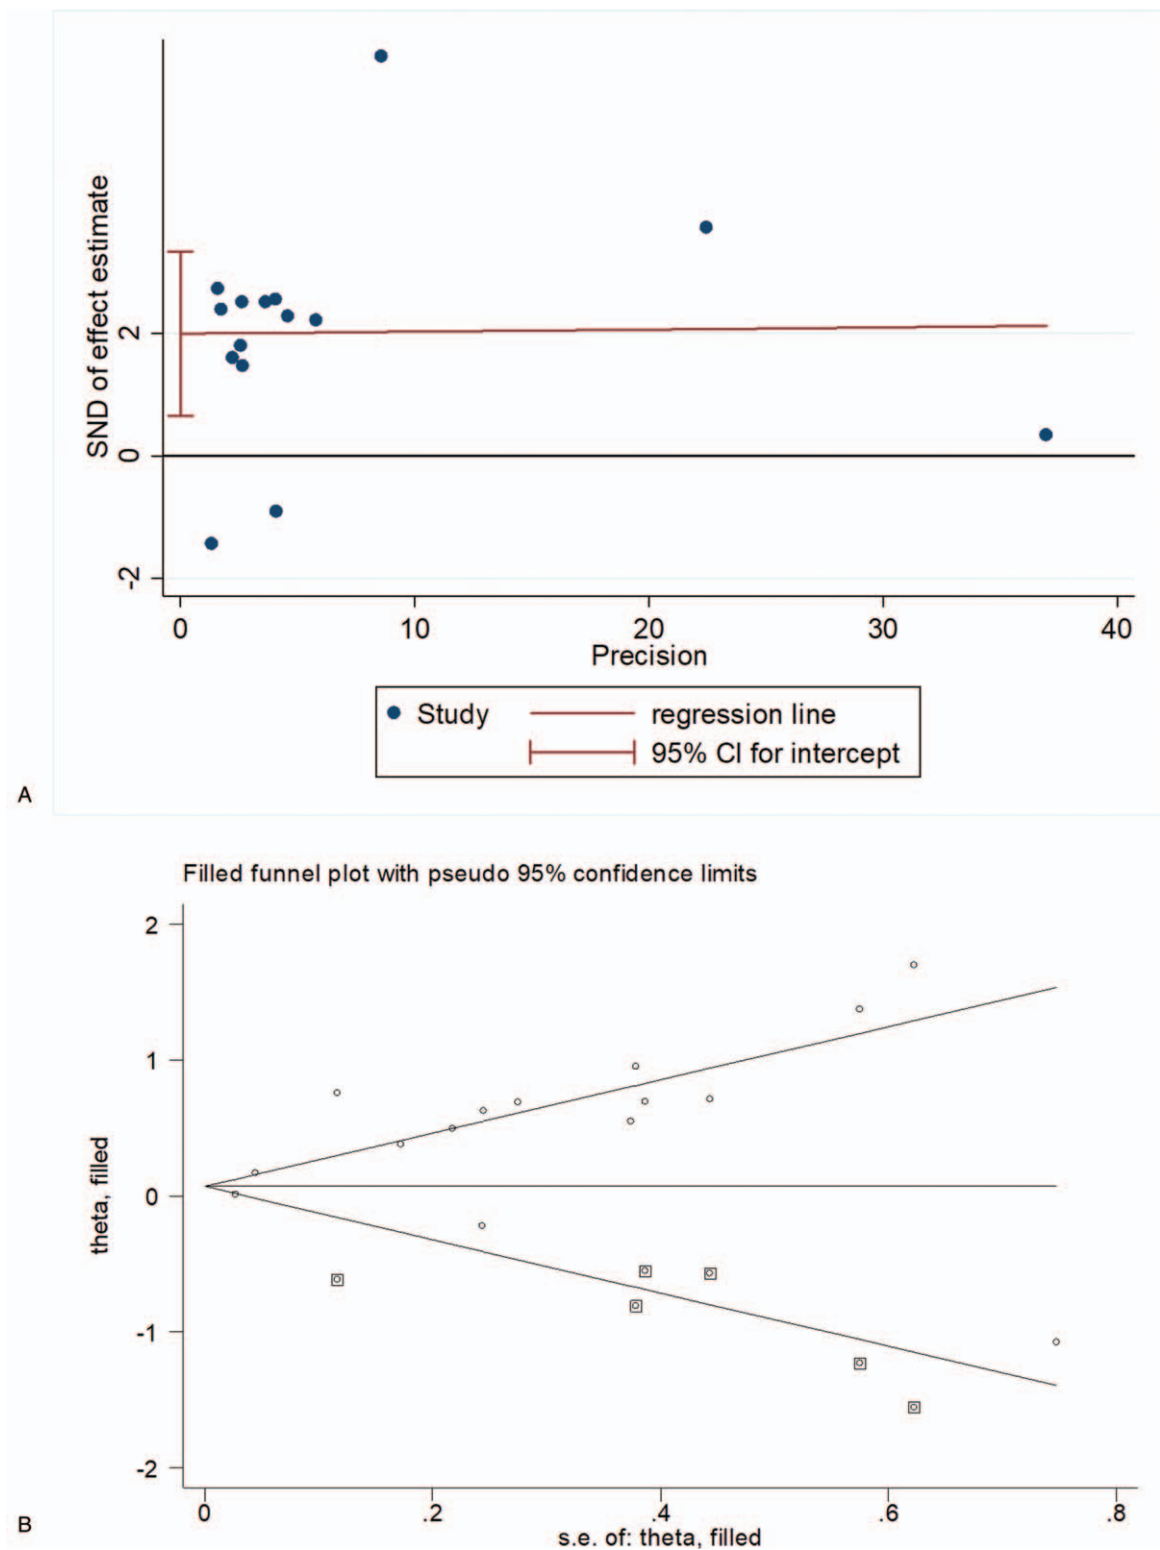 SND of effect estimate
2
0
-2
0 10 20 30 40
Precision
Study regression line
95% CI for intercept
A
Filled funnel plot with pseudo 95% confidence limits
theta, filled
2
1
0
-1
-2
0 .2 .4 .6 .8
s.e. of: theta, filled
B